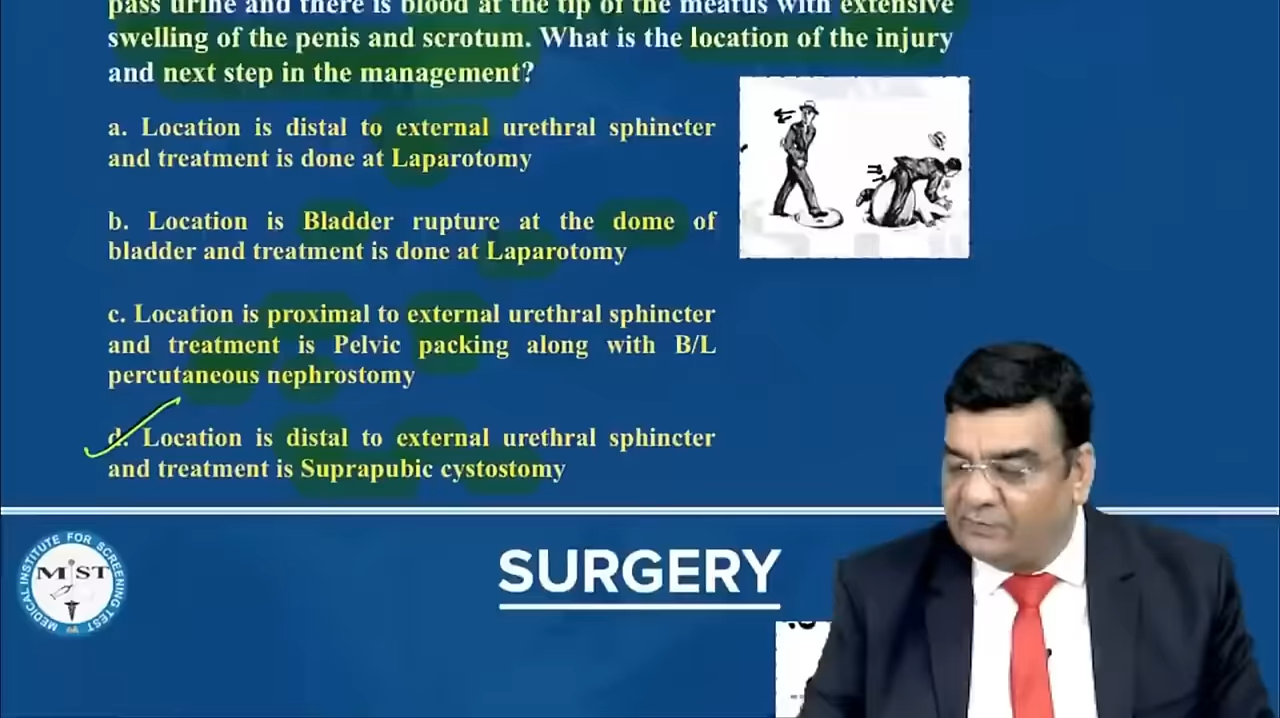 pass urine and there is blood at the tip of the meatus with extensive
swelling of the penis and scrotum. What is the location of the injury
and next step in the management?
a. Location is distal to external urethral sphincter
and treatment is done at Laparotomy
b. Location is Bladder rupture at the dome of
bladder and treatment is done at Laparotomy
c. Location is proximal to external urethral sphincter
and treatment is Pelvic packing along with B/L
percutaneous nephrostomy
d. Location is distal to external urethral sphincter
and treatment is Suprapubic cystostomy
MEDICAL INSTITUTE FOR SCREENING TEST
MIST
SURGERY